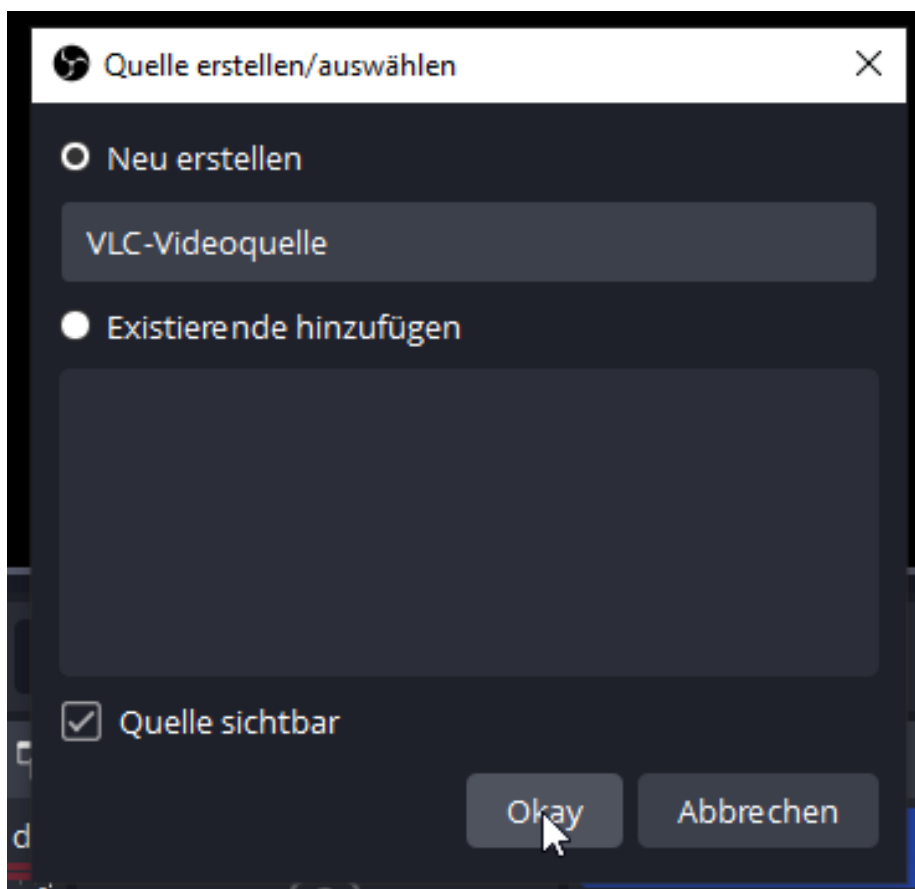 Quelle erstellen/auswählen
Neu erstellen
VLC-Videoquelle
Existierende hinzufügen
Quelle sichtbar
Okay
Abbrechen
d